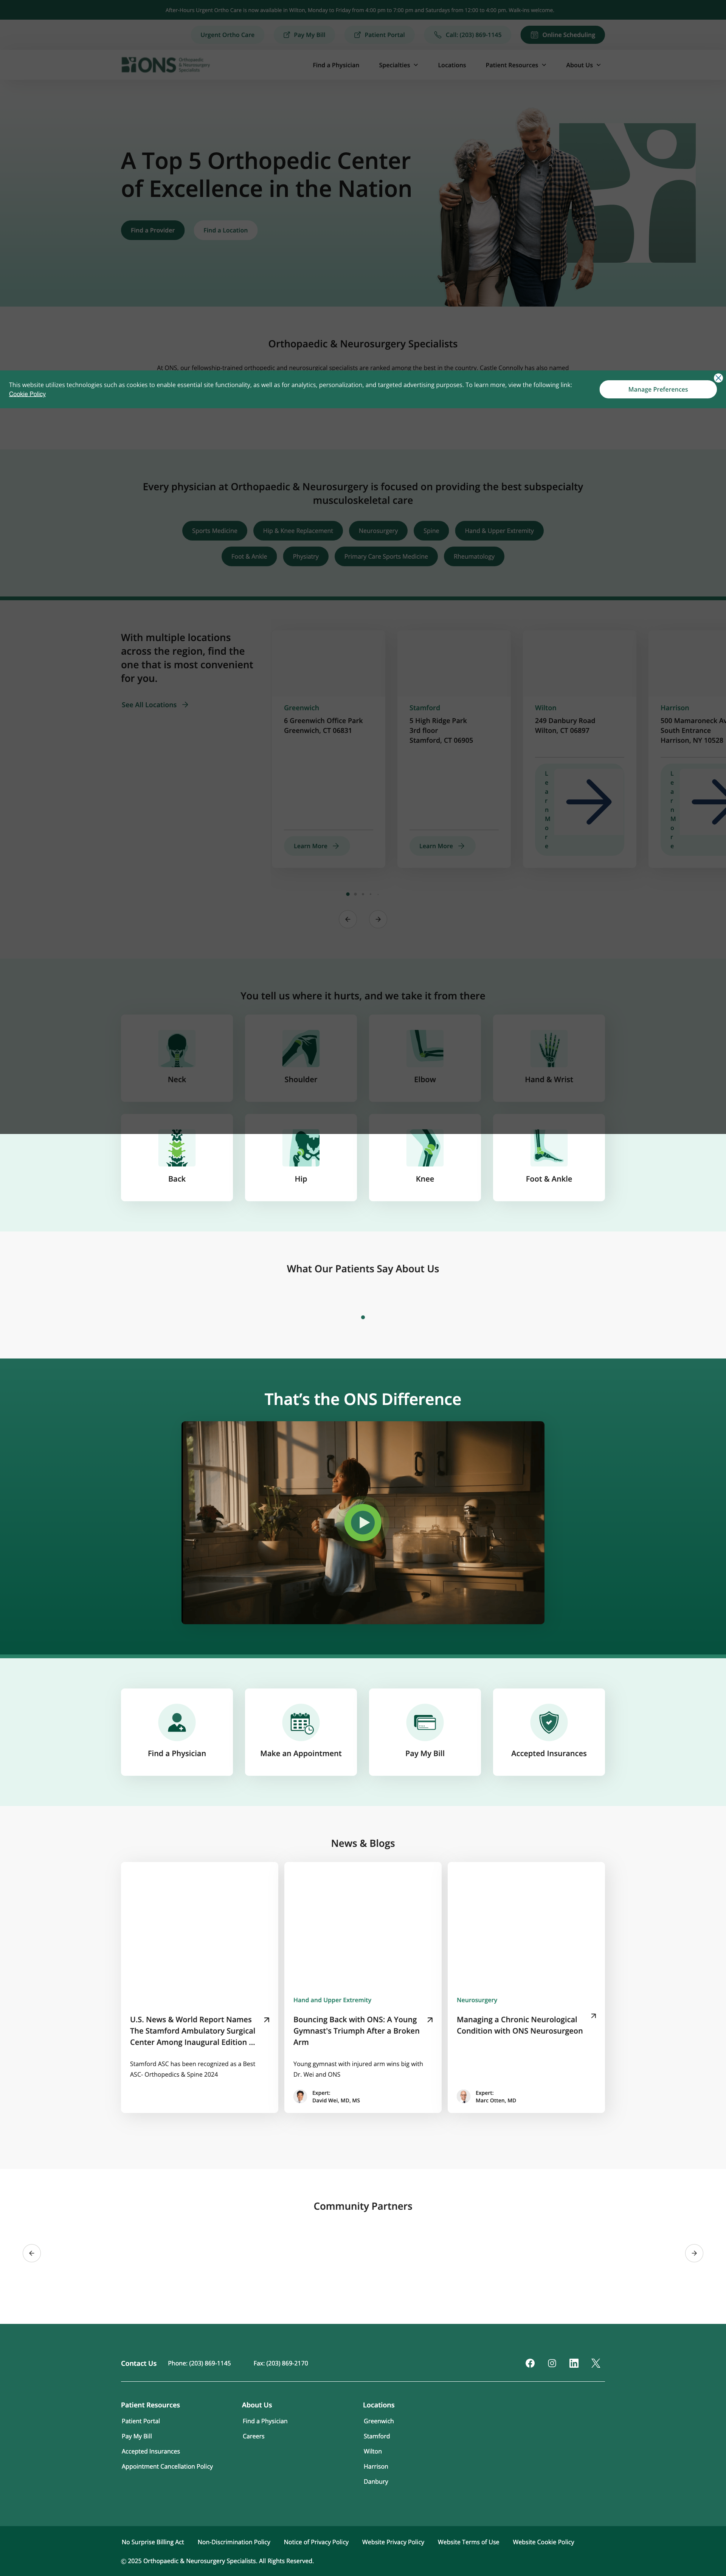 After-Hours Urgent Ortho Care is now available in Wilton, Monday to Friday from 4:00 pm to 7:00 pm and Saturdays from 12:00 to 4:00 pm. Walk-ins welcome.
Urgent Ortho Care
Pay My Bill
Patient Portal
Call: (203) 869-1145
Online Scheduling
ONS
Orthopaedic
& Neurosurgery
Specialists
Find a Physician
Specialties
Locations
Patient Resources
About Us
A Top 5 Orthopedic Center
of Excellence in the Nation
Find a Provider
Find a Location
Orthopaedic & Neurosurgery Specialists
At ONS, our fellowship-trained orthopedic and neurosurgical specialists are ranked among the best in the country. Castle Connolly has also named
This website utilizes technologies such as cookies to enable essential site functionality, as well as for analytics, personalization, and targeted advertising purposes. To learn more, view the following link:
Cookie Policy
Manage Preferences
Every physician at Orthopaedic & Neurosurgery is focused on providing the best subspecialty
musculoskeletal care
Sports Medicine
Hip & Knee Replacement
Neurosurgery
Spine
Hand & Upper Extremity
Foot & Ankle
Physiatry
Primary Care Sports Medicine
Rheumatology
With multiple locations
across the region, find the
one that is most convenient
for you.
See All Locations
Greenwich
6 Greenwich Office Park
Greenwich, CT 06831
Learn More
Stamford
5 High Ridge Park
3rd floor
Stamford, CT 06905
Learn More
Wilton
249 Danbury Road
Wilton, CT 06897
Learn More
Harrison
500 Mamaroneck Av
South Entrance
Harrison, NY 10528
Learn More
You tell us where it hurts, and we take it from there
Neck
Shoulder
Elbow
Hand & Wrist
Back
Hip
Knee
Foot & Ankle
What Our Patients Say About Us
That's the ONS Difference
Find a Physician
Make an Appointment
Pay My Bill
Accepted Insurances
News & Blogs
U.S. News & World Report Names
The Stamford Ambulatory Surgical
Center Among Inaugural Edition ...
Stamford ASC has been recognized as a Best
ASC- Orthopedics & Spine 2024
Hand and Upper Extremity
Bouncing Back with ONS: A Young
Gymnast's Triumph After a Broken
Arm
Young gymnast with injured arm wins big with
Dr. Wei and ONS
Expert:
David Wei, MD, MS
Neurosurgery
Managing a Chronic Neurological
Condition with ONS Neurosurgeon
Expert:
Marc Otten, MD
Community Partners
Contact Us
Phone: (203) 869-1145
Fax: (203) 869-2170
Patient Resources
Patient Portal
Pay My Bill
Accepted Insurances
Appointment Cancellation Policy
About Us
Find a Physician
Careers
Locations
Greenwich
Stamford
Wilton
Harrison
Danbury
No Surprise Billing Act
Non-Discrimination Policy
Notice of Privacy Policy
Website Privacy Policy
Website Terms of Use
Website Cookie Policy
© 2025 Orthopaedic & Neurosurgery Specialists. All Rights Reserved.